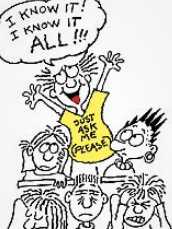 I KNOW IT!
I KNOW IT
ALL!!!
JUST
ASK
ME
(PLEASE)